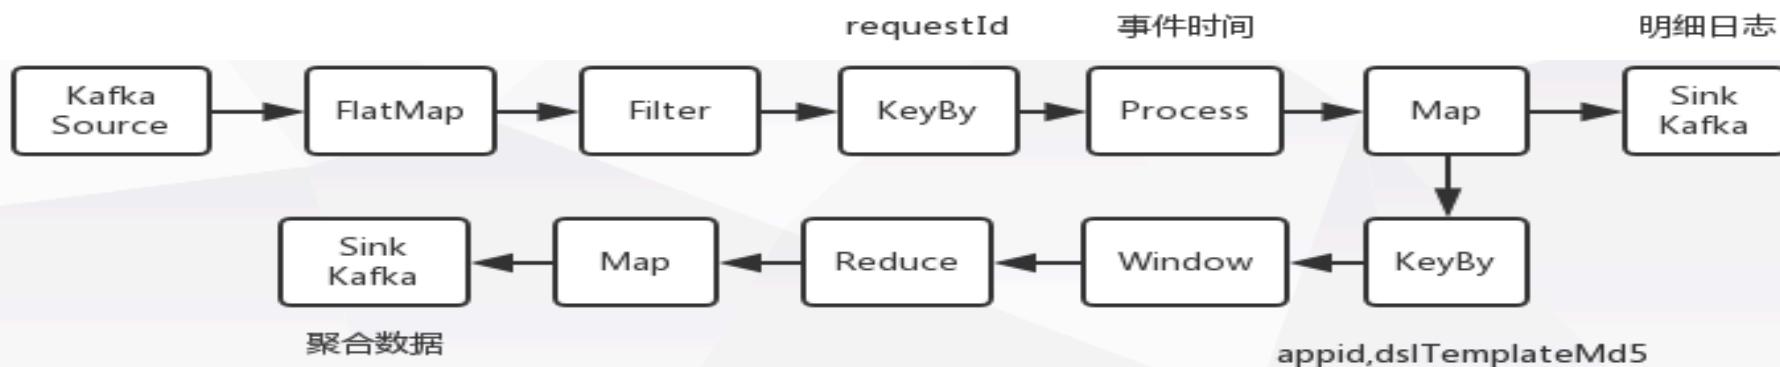 requestId
事件时间
明细日志
Kafka
Source
FlatMap
Filter
KeyBy
Process
Map
Sink
Kafka
Sink
Kafka
Map
Reduce
Window
KeyBy
聚合数据
appid,dslTemplateMd5